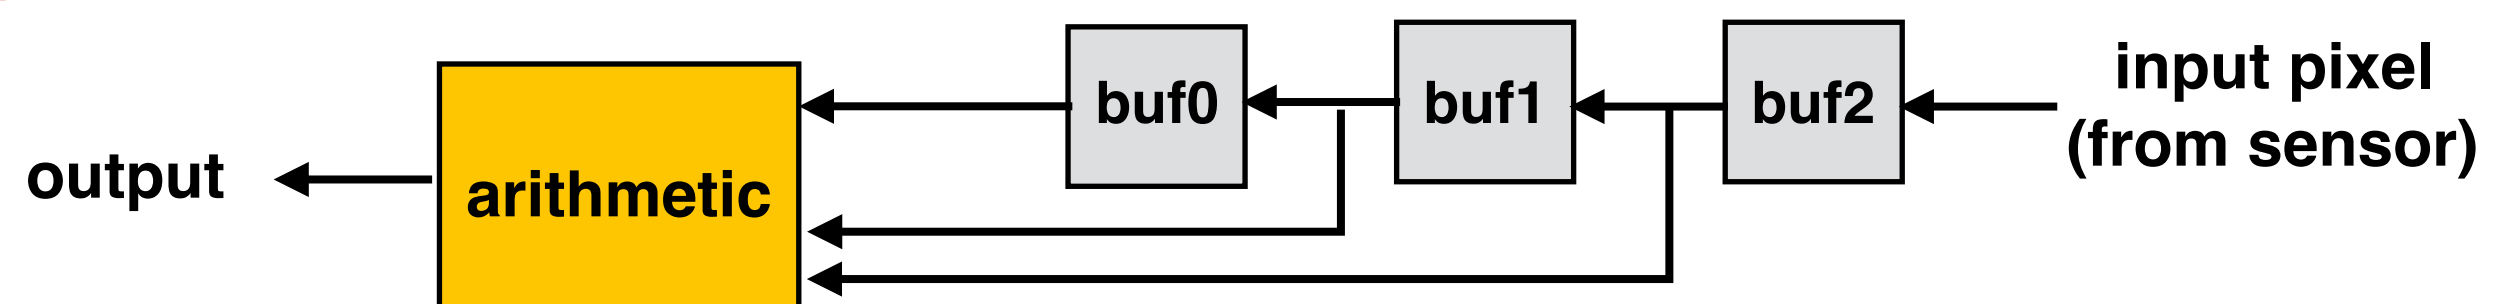 output
arithmetic
buf0
buf1
buf2
input pixel
(from sensor)